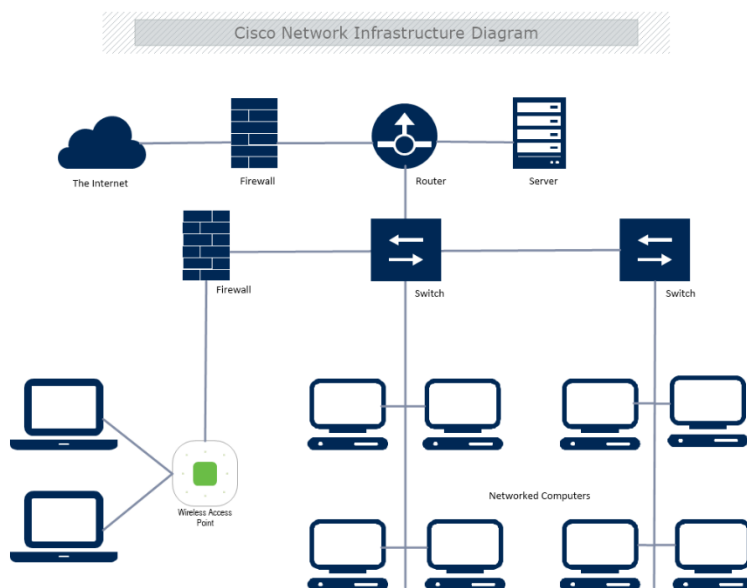 Cisco Network Infrastructure Diagram
The Internet
Firewall
Router
Server
Firewall
Switch
Switch
Wireless Access
Point
Networked Computers